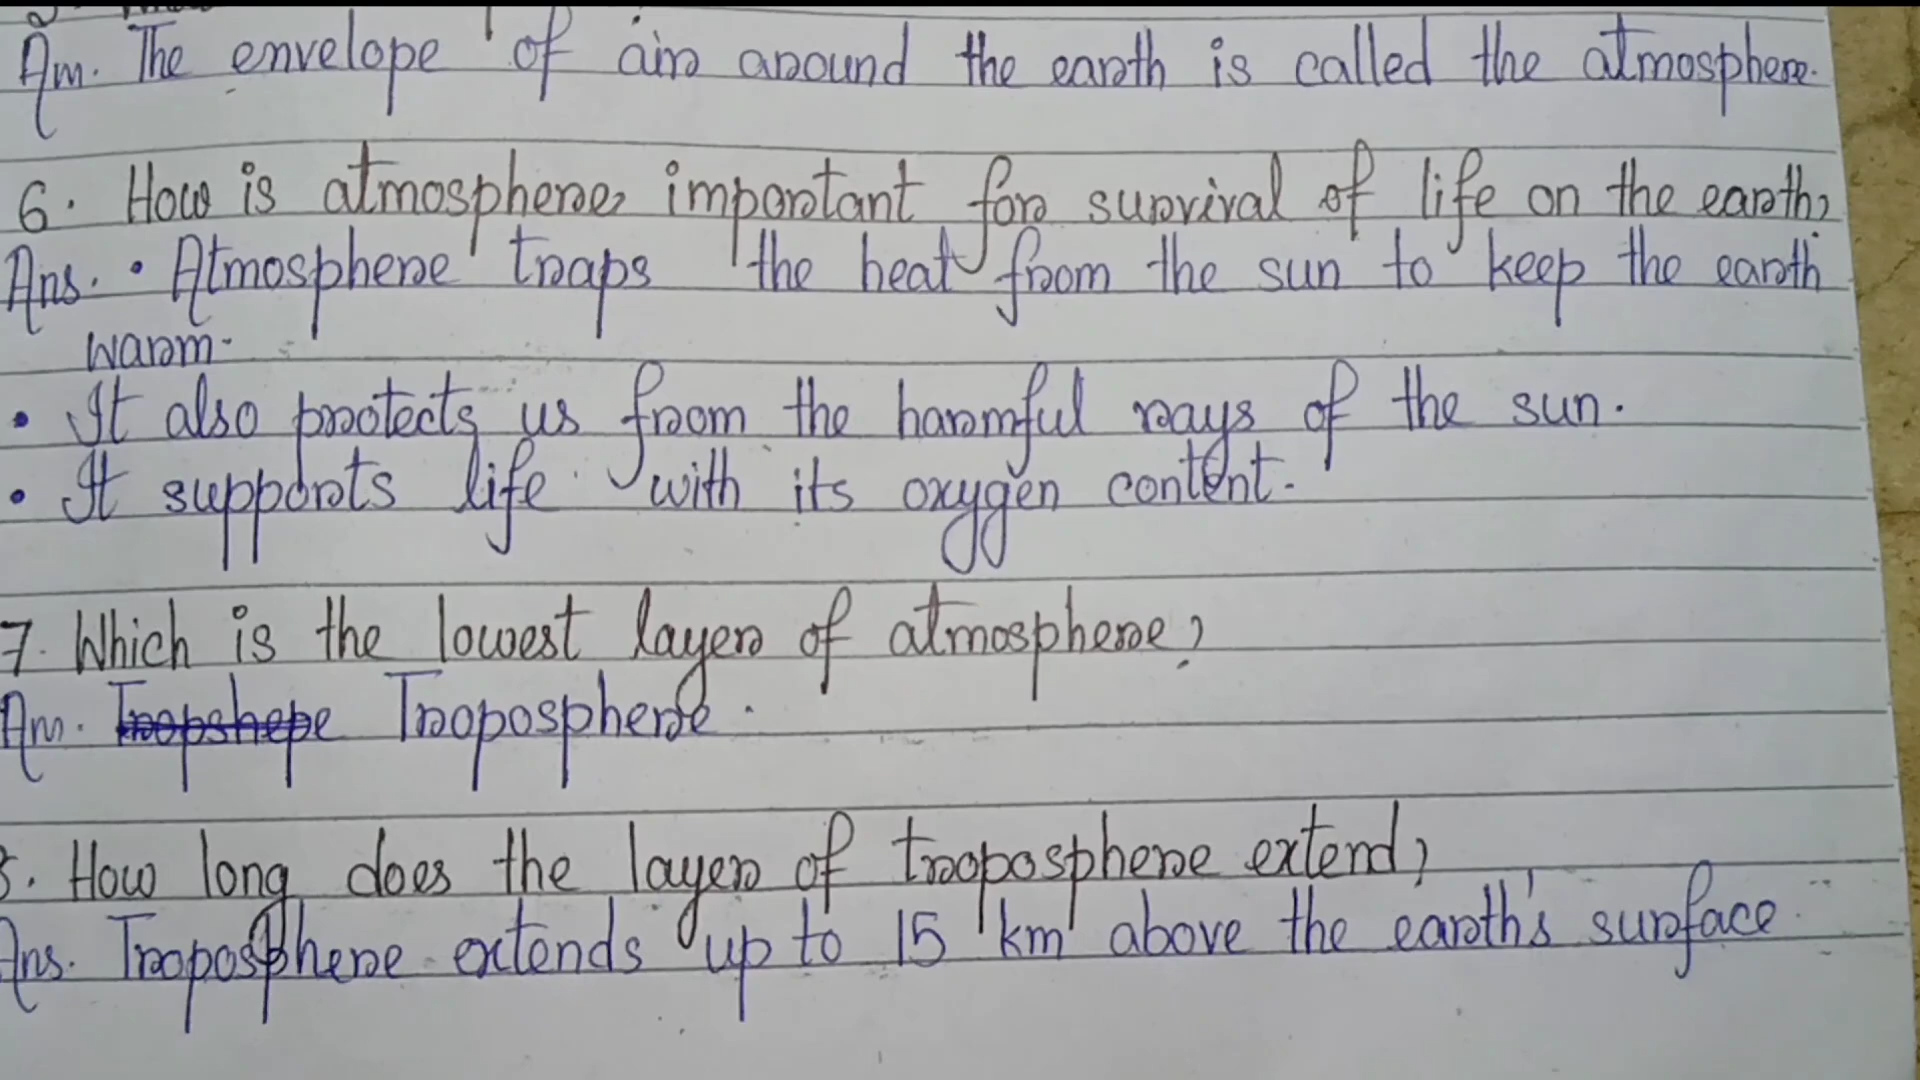 Ans. The envelope of air around the earth is called the atmosphere.
6. How is atmosphere important for survival of life on the earth?
Ans. • Atmosphere traps the heat from the sun to keep the earth
warm.
• It also protects us from the harmful rays of the sun.
• It supports life with its oxygen content.
7. Which is the lowest layer of atmosphere?
Ans. Troposphere.
8. How long does the layer of troposphere extend?
Ans. Troposphere extends up to 15 km above the earth's surface.